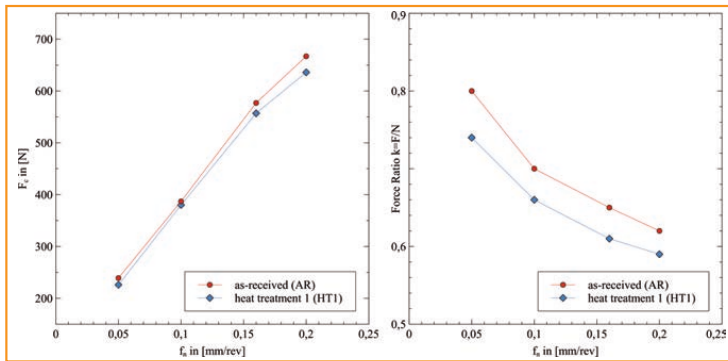 700
600
500
400
300
200
F_c in [N]
as-received (AR)
heat treatment 1 (HT1)
0 0,05 0,1 0,15 0,2 0,25
f_n in [mm/rev]
0,9
0,8
0,6
0,5
Force Ratio k=F/N
as-received (AR)
heat treatment 1 (HT1)
0 0,05 0,1 0,15 0,2 0,25
f_n in [mm/rev]